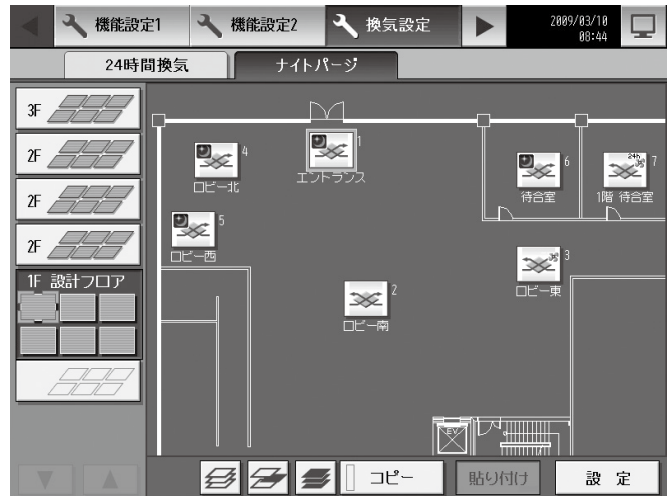 機能設定1
機能設定2
換気設定
2009/03/10
08:44
24時間換気
ナイトパージ
3F
2F
2F
2F
1F 設計フロア
4
ロビー北
1
エントランス
6
待合室
24h
7
1階 待合室
5
ロビー西
3
ロビー東
2
ロビー南
EV
コピー
貼り付け
設 定